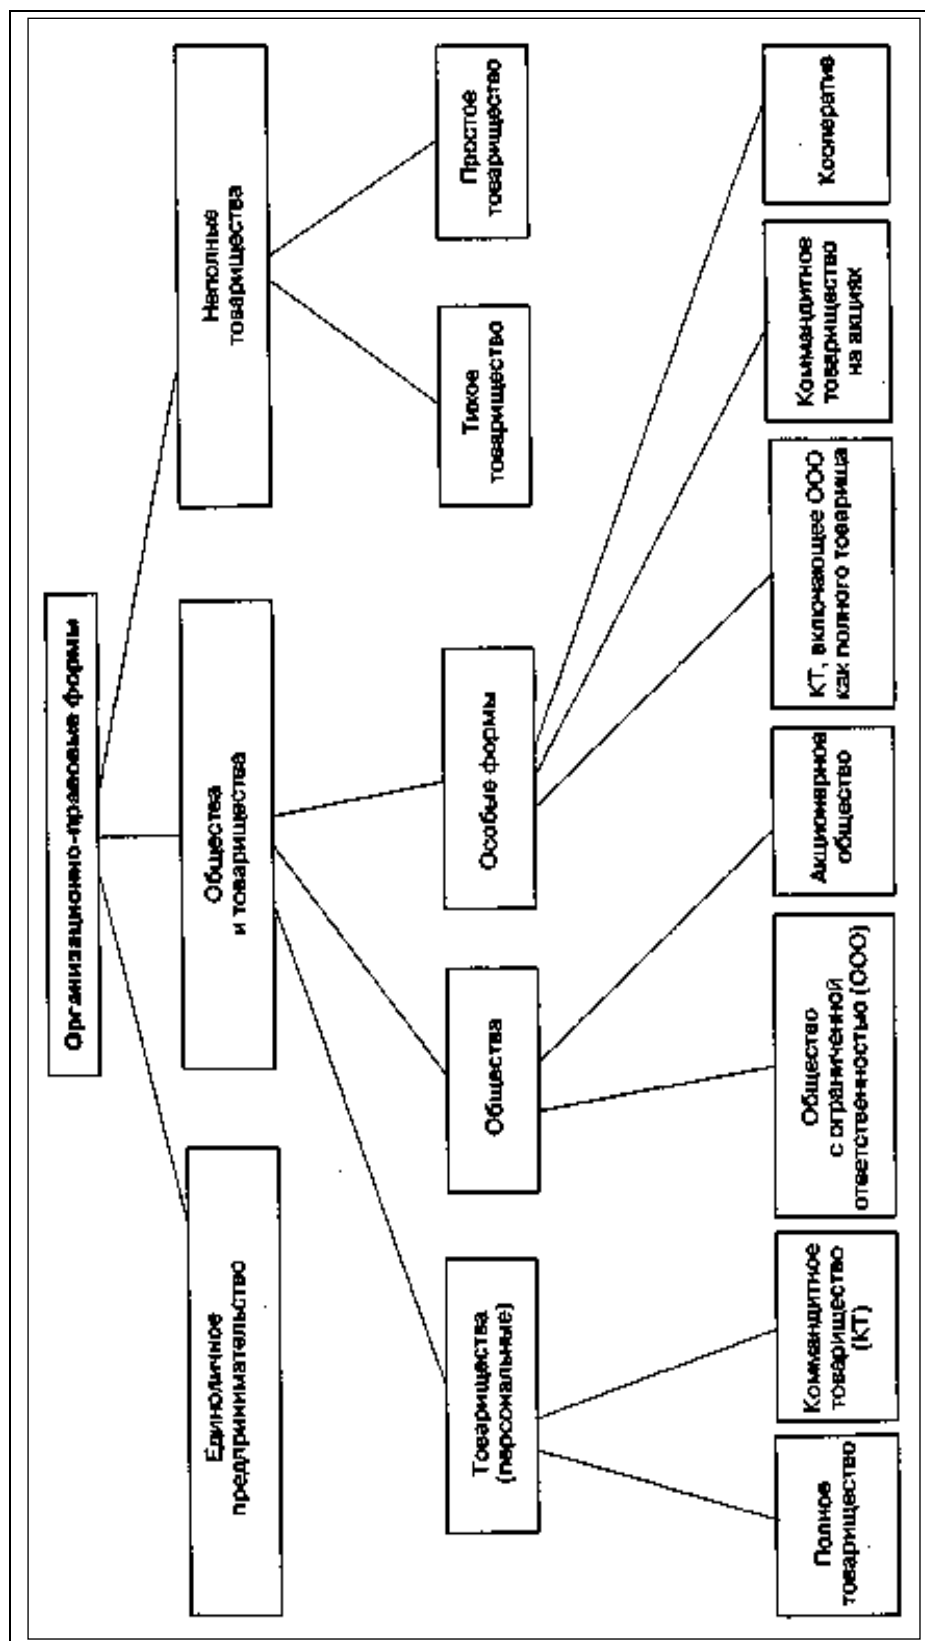 Организационно-правовые формы
Единоличное
предпринимательство
Общества
и товарищества
Неполные
товарищества
Товарищества
(персональные)
Общества
Особые формы
Тихое
товарищество
Простое
товарищество
Полное
товарищество
Коммандитное
товарищество
(КТ)
Общество
с ограниченной
ответственностью (ООО)
Акционерное
общество
КТ, включающее ООО
как полного товарища
Коммандитное
товарищество
на акциях
Кооператив